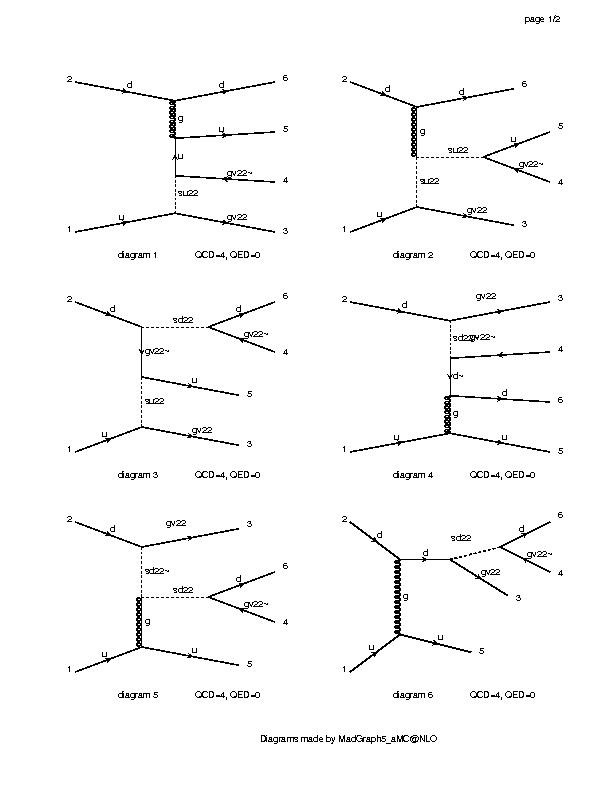 page 1/2
2 d d 6
g
u 5
u
gv22~ 4
su22
1 u gv22 3
diagram 1 QCD=4, QED=0
2 d d 6
g
su22 u 5
gv22~ 4
su22
1 u gv22 3
diagram 2 QCD=4, QED=0
2 d sd22 d 6
gv22~ 4
gv22~
u 5
su22
1 u gv22 3
diagram 3 QCD=4, QED=0
2 d gv22 3
gv22~ 4
d~
d 6
g
1 u u 5
diagram 4 QCD=4, QED=0
2 d gv22 3
sd22~
sd22 d 6
gv22~ 4
g
1 u u 5
diagram 5 QCD=4, QED=0
2 d sd22 d 6
d gv22~ 4
gv22 3
g
1 u u 5
diagram 6 QCD=4, QED=0
Diagrams made by MadGraph5_aMC@NLO